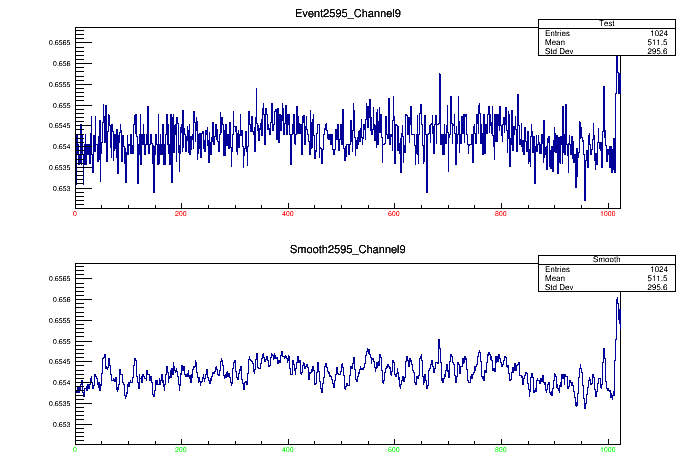 Event2595_Channel9
Test
Entries 1024
Mean 511.5
Std Dev 295.6
0.6565
0.656
0.6555
0.655
0.6545
0.654
0.6535
0.653
0 200 400 600 800 1000
Smooth2595_Channel9
Smooth
Entries 1024
Mean 511.5
Std Dev 295.6
0.6565
0.656
0.6555
0.655
0.6545
0.654
0.6535
0.653
0 200 400 600 800 1000